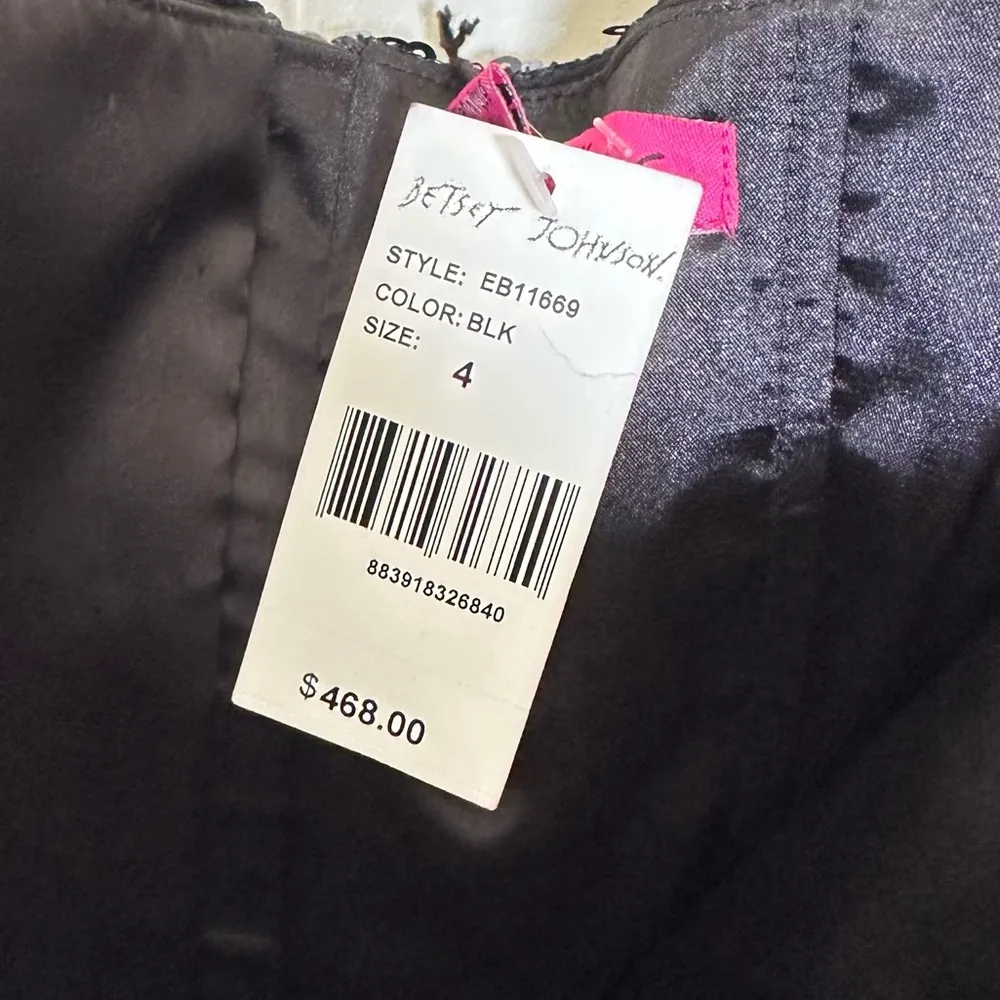 BETSEY JOHNSON.
STYLE: EB11669
COLOR: BLK
SIZE:
4
883918326840
$468.00